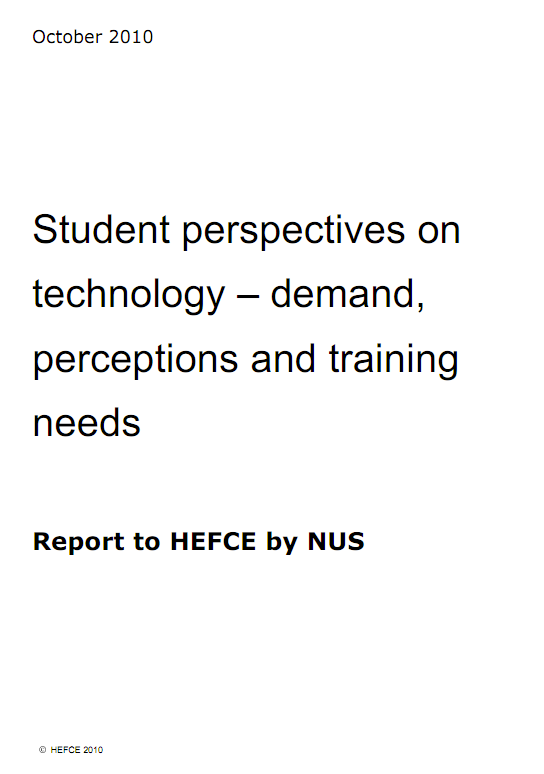 October 2010
Student perspectives on
technology – demand,
perceptions and training
needs
Report to HEFCE by NUS
© HEFCE 2010